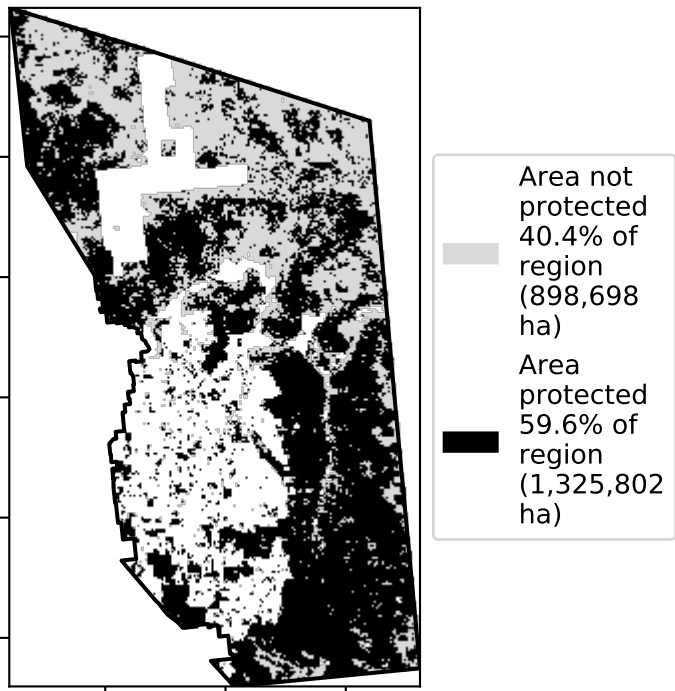 Area not
protected
40.4% of
region
(898,698
ha)
Area
protected
59.6% of
region
(1,325,802
ha)